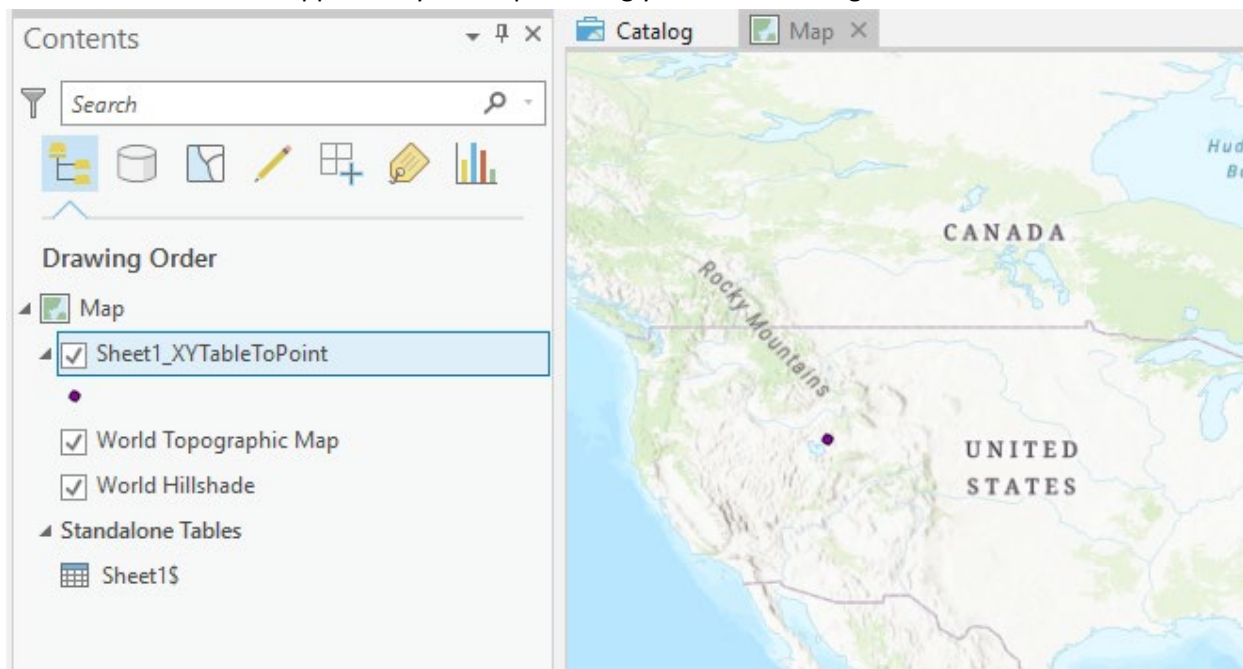 Contents
Catalog
Map
Search
Drawing Order
Map
Sheet1_XYTableToPoint
World Topographic Map
World Hillshade
Standalone Tables
Sheet1$
Hud
CANADA
Rocky Mountains
UNITED
STATES